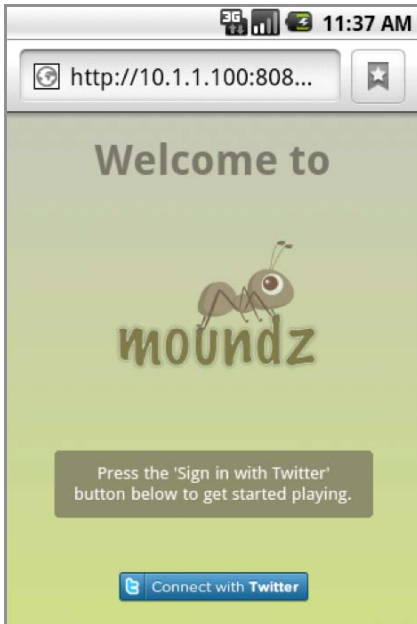 3G 11:37 AM
http://10.1.1.100:808...
Welcome to
moundz
Press the 'Sign in with Twitter'
button below to get started playing.
Connect with Twitter